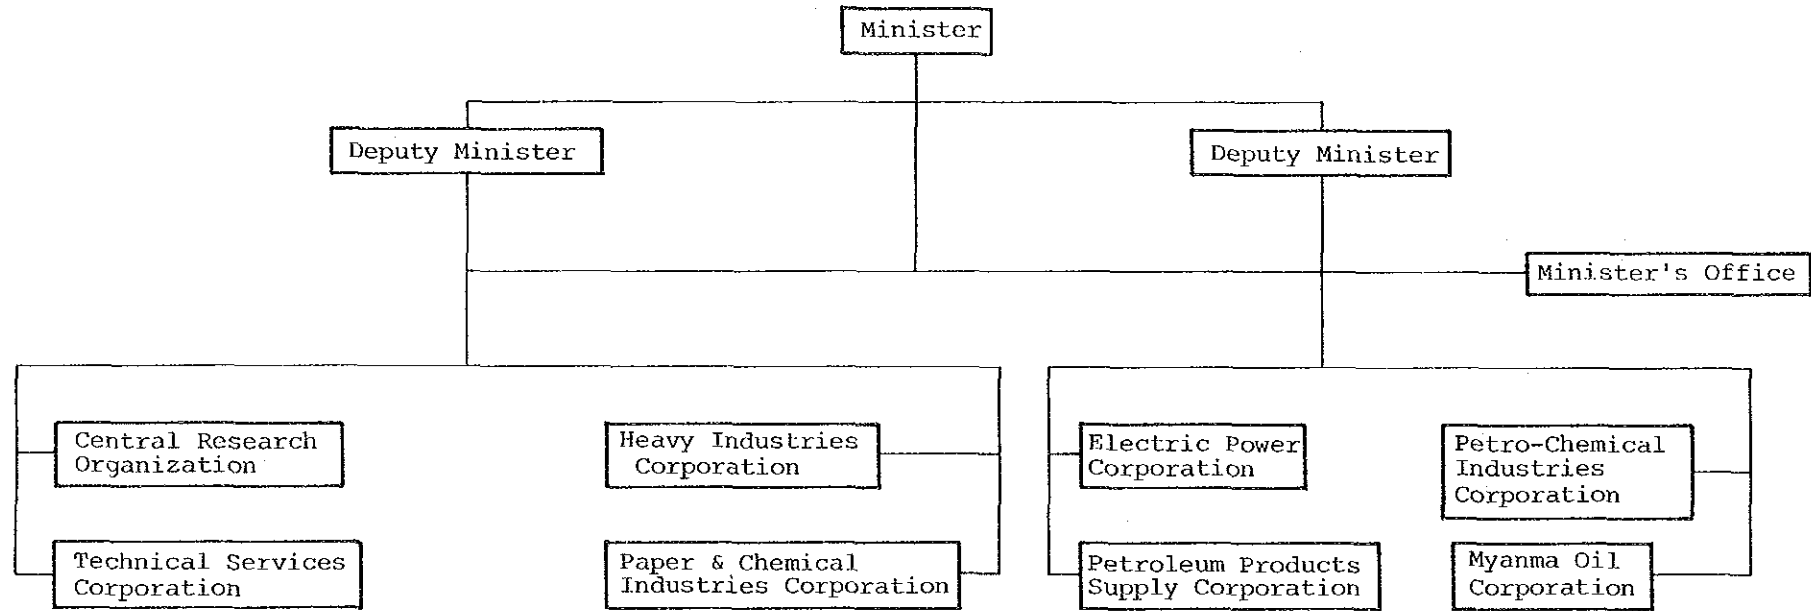 Minister
Deputy Minister
Deputy Minister
Minister's Office
Central Research
Organization
Heavy Industries
Corporation
Electric Power
Corporation
Petro-Chemical
Industries
Corporation
Technical Services
Corporation
Paper & Chemical
Industries Corporation
Petroleum Products
Supply Corporation
Myanma Oil
Corporation